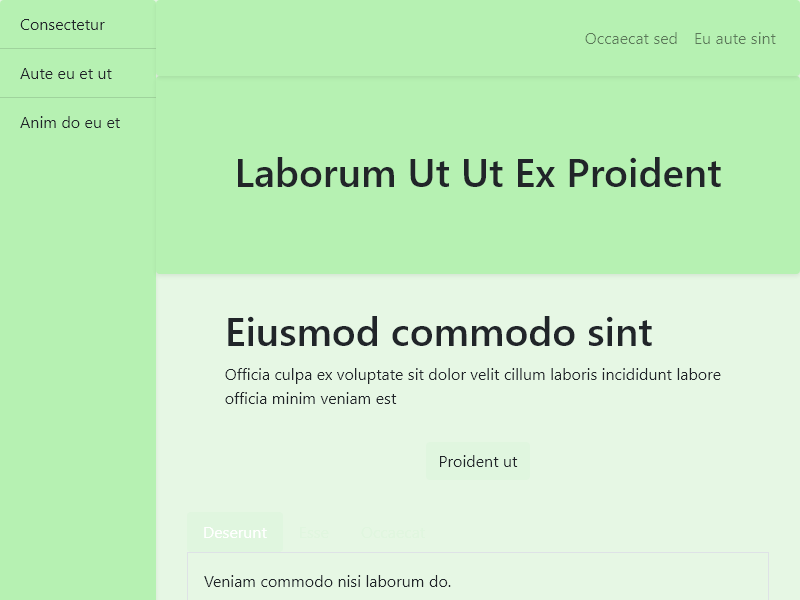 Consectetur
Aute eu et ut
Anim do eu et
Occaecat sed
Eu aute sint
Laborum Ut Ut Ex Proident
Eiusmod commodo sint
Officia culpa ex voluptate sit dolor velit cillum laboris incididunt labore
officia minim veniam est
Proident ut
Deserunt
Veniam commodo nisi laborum do.